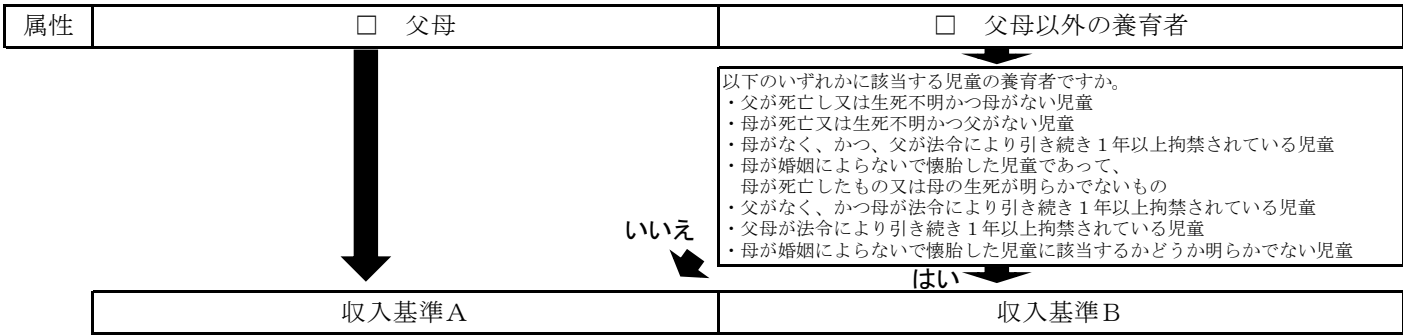 属性
□ 父母
□ 父母以外の養育者
以下のいずれかに該当する児童の養育者ですか。
・父が死亡し又は生死不明かつ母がない児童
・母が死亡又は生死不明かつ父がない児童
・母がなく、かつ、父が法令により引き続き１年以上拘禁されている児童
・母が婚姻によらないで懐胎した児童であって、
母が死亡したもの又は母の生死が明らかでないもの
・父がなく、かつ母が法令により引き続き１年以上拘禁されている児童
・父母が法令により引き続き１年以上拘禁されている児童
・母が婚姻によらないで懐胎した児童に該当するかどうか明らかでない児童
いいえ
はい
収入基準Ａ
収入基準Ｂ